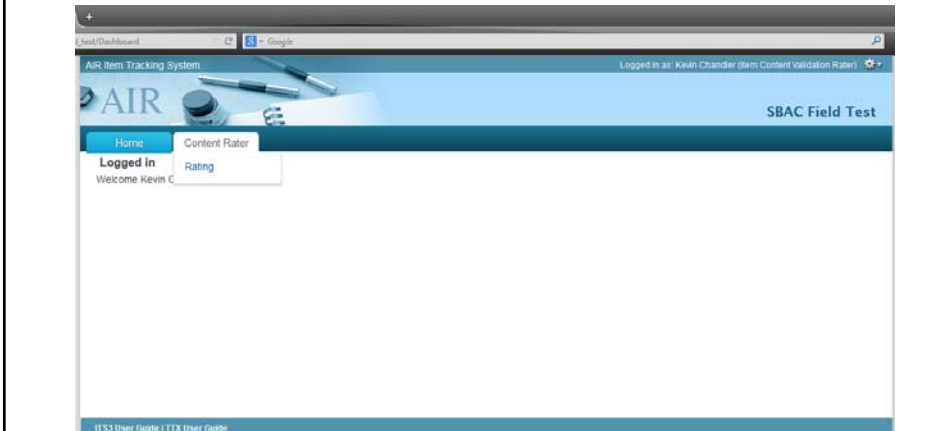 +
_test/Dashboard
Google
AIR Item Tracking System
Logged in as: Kevin Chandler (Item Content Validation Rater)
AIR
SBAC Field Test
Home
Content Rater
Logged in
Rating
Welcome Kevin C
ITS3 User Guide | TTX User Guide